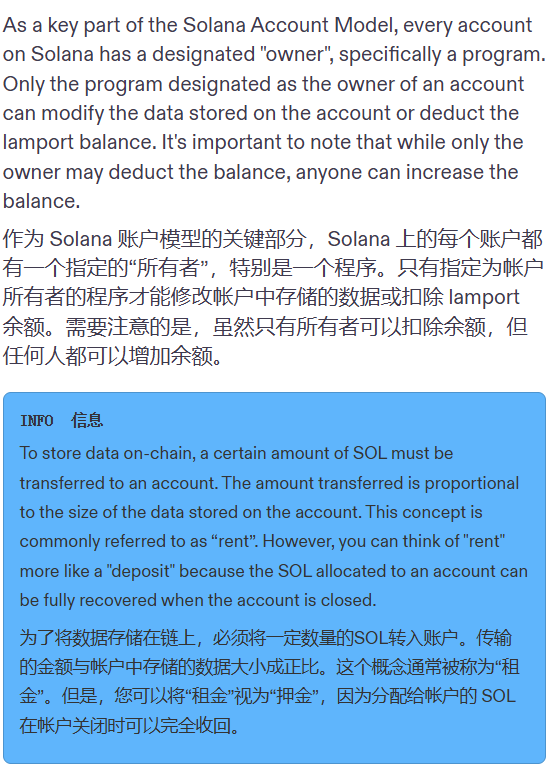 As a key part of the Solana Account Model, every account
on Solana has a designated "owner", specifically a program.
Only the program designated as the owner of an account
can modify the data stored on the account or deduct the
lamport balance. It's important to note that while only the
owner may deduct the balance, anyone can increase the
balance.
作为 Solana 账户模型的关键部分，Solana 上的每个账户都
有一个指定的“所有者”，特别是一个程序。只有指定为帐户
所有者的程序才能修改帐户中存储的数据或扣除 lamport
余额。需要注意的是，虽然只有所有者可以扣除余额，但
任何人都可以增加余额。
INFO 信息
To store data on-chain, a certain amount of SOL must be
transferred to an account. The amount transferred is proportional
to the size of the data stored on the account. This concept is
commonly referred to as “rent”. However, you can think of "rent"
more like a "deposit" because the SOL allocated to an account can
be fully recovered when the account is closed.
为了将数据存储在链上，必须将一定数量的SOL转入账户。传输
的金额与帐户中存储的数据大小成正比。这个概念通常被称为“租
金”。但是，您可以将“租金”视为“押金”，因为分配给帐户的 SOL
在帐户关闭时可以完全收回。